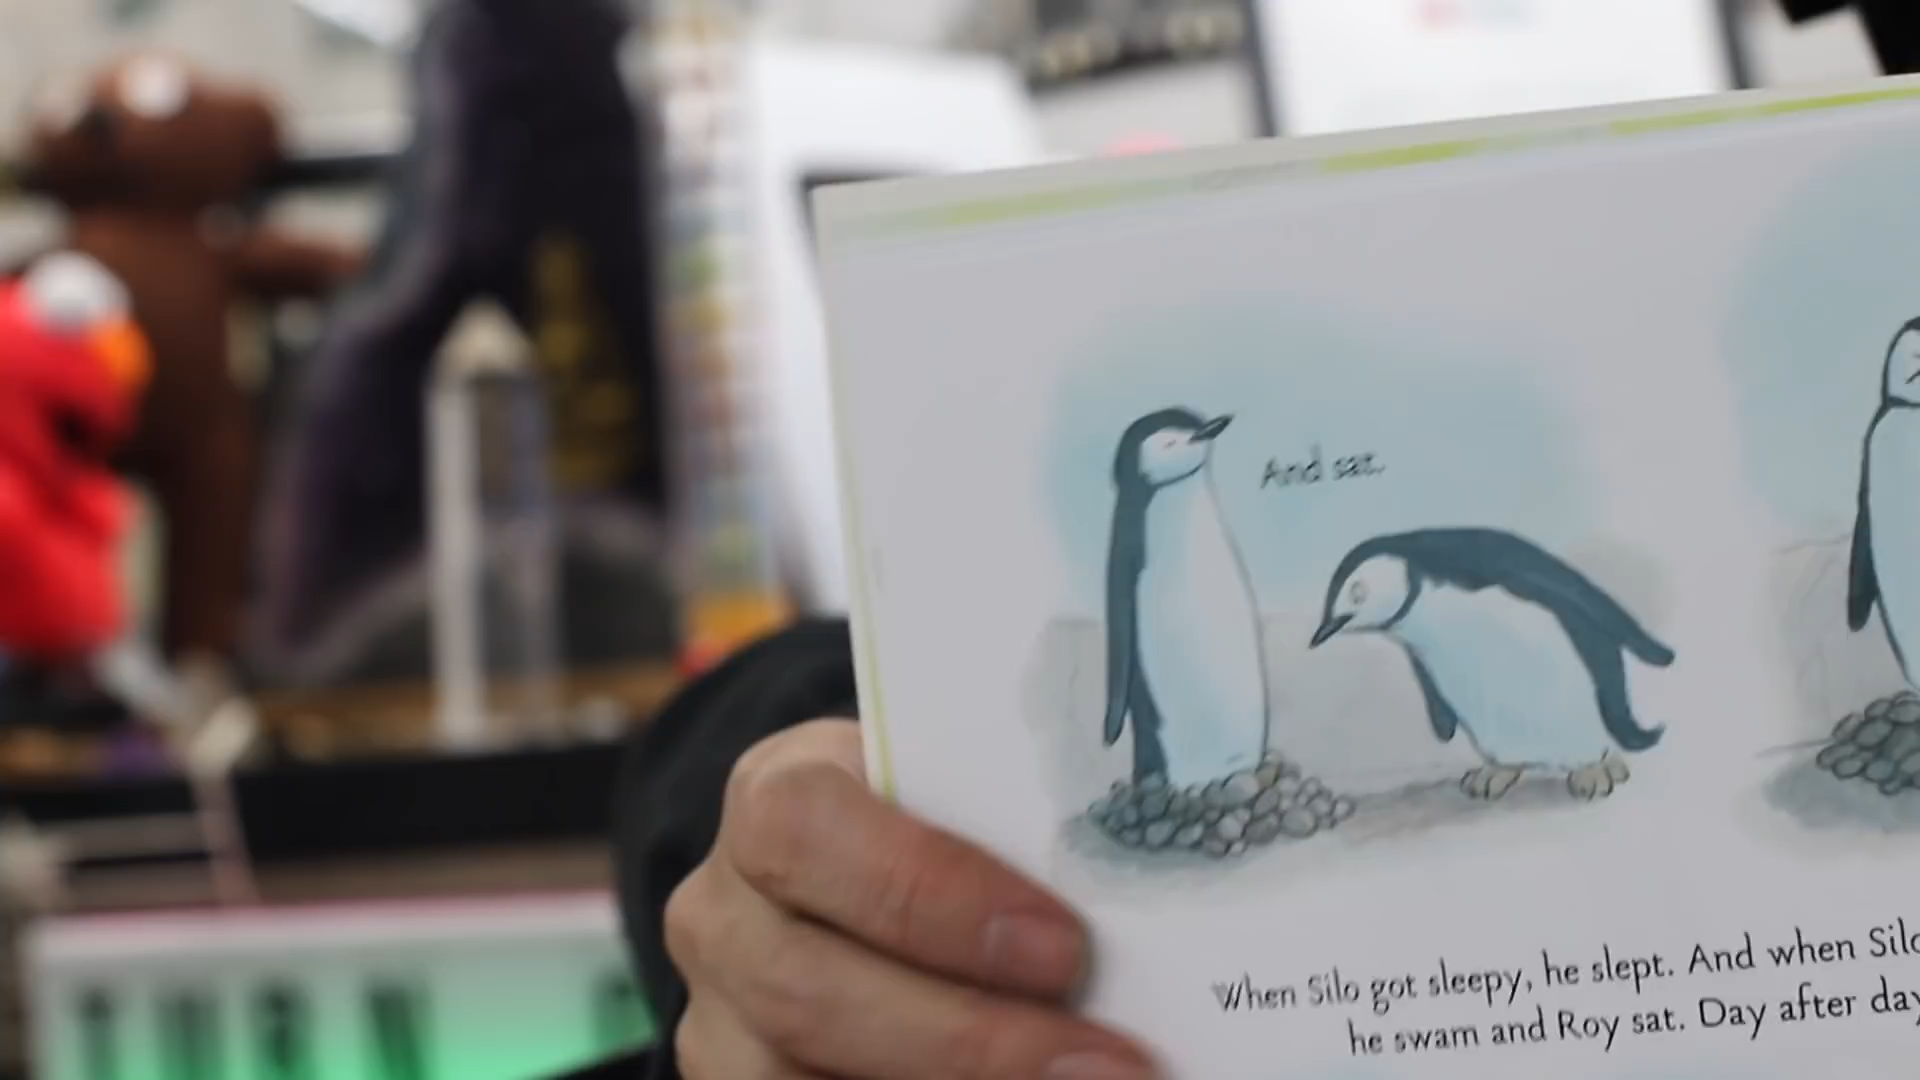 And sat.
When Silo got sleepy, he slept. And when Silo
he swam and Roy sat. Day after day